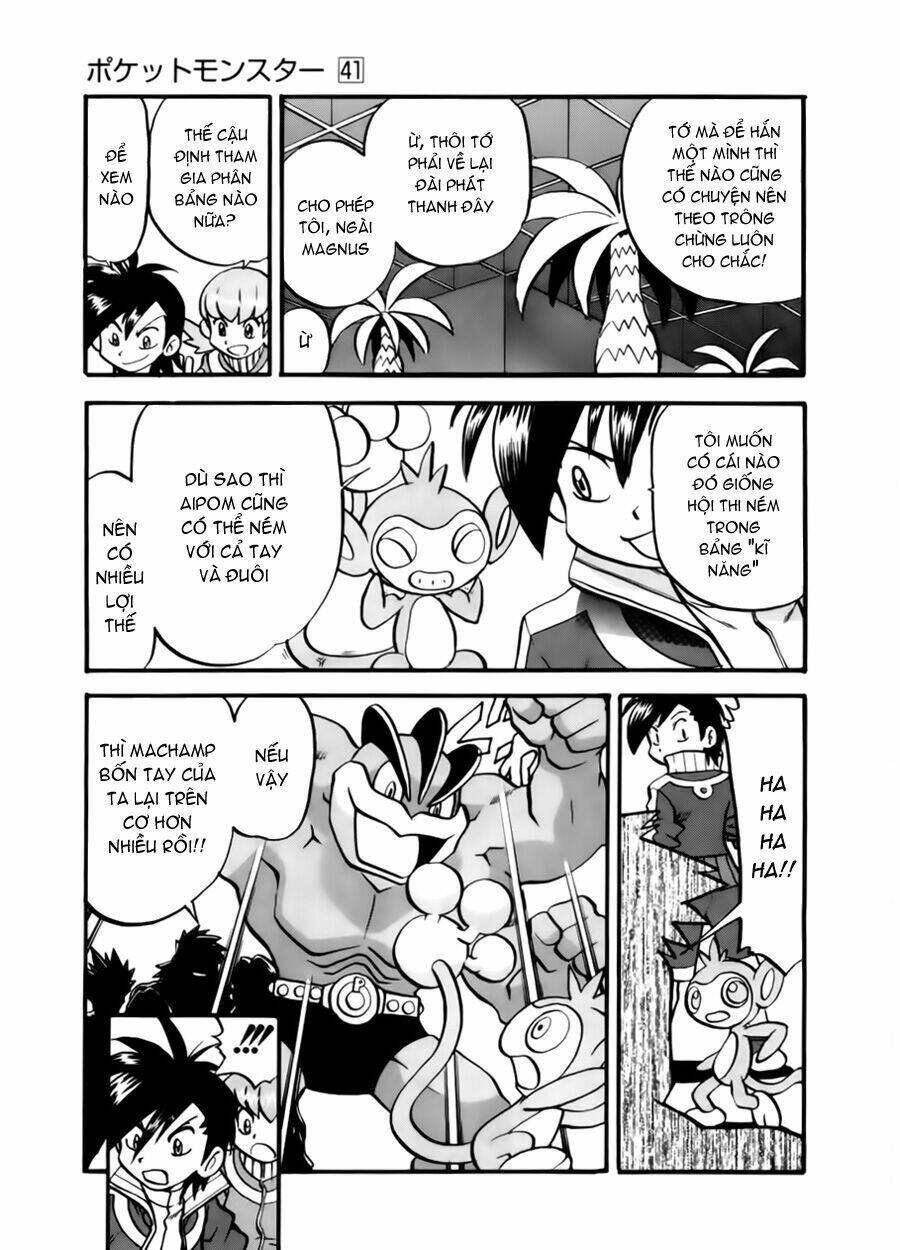 ポケットモンスター 41
TỚ MÀ ĐỂ HẮN
MỘT MÌNH THÌ
THẾ NÀO CŨNG
CÓ CHUYỆN NÊN
THEO TRÔNG
CHÙNG LUÔN
CHO CHẮC!
Ừ, THÔI TỚ
PHẢI VỀ LẠI
ĐÀI PHÁT
THANH ĐÂY
CHO PHÉP
TÔI, NGÀI
MAGNUS
Ừ
THẾ CẬU
ĐỊNH THAM
GIA PHÂN
BẢNG NÀO
NỮA?
ĐỂ
XEM
NÀO
TÔI MUỐN
CÓ CÁI NÀO
ĐÓ GIỐNG
HỘI THI NÉM
TRONG
BẢNG "KĨ
NĂNG"
DÙ SAO THÌ
AIPOM CŨNG
CÓ THỂ NÉM
VỚI CẢ TAY
VÀ ĐUÔI
NÊN
CÓ
NHIỀU
LỢI
THẾ
HA
HA
HA
HA!!
NẾU
VẬY
THÌ MACHAMP
BỐN TAY CỦA
TA LẠI TRÊN
CƠ HƠN
NHIỀU RỒI!!
!!!